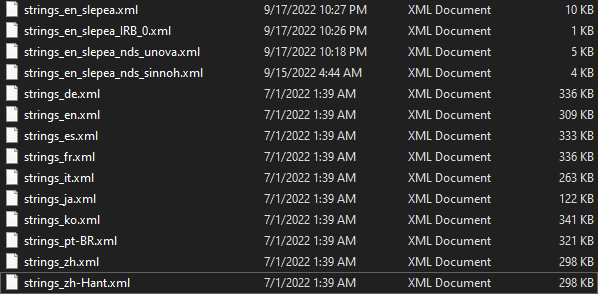 strings_en_slepea.xml 9/17/2022 10:27 PM XML Document 10 KB
strings_en_slepea_IRB_0.xml 9/17/2022 10:26 PM XML Document 1 KB
strings_en_slepea_nds_unova.xml 9/17/2022 10:18 PM XML Document 5 KB
strings_en_slepea_nds_sinnoh.xml 9/15/2022 4:44 AM XML Document 4 KB
strings_de.xml 7/1/2022 1:39 AM XML Document 336 KB
strings_en.xml 7/1/2022 1:39 AM XML Document 309 KB
strings_es.xml 7/1/2022 1:39 AM XML Document 333 KB
strings_fr.xml 7/1/2022 1:39 AM XML Document 336 KB
strings_it.xml 7/1/2022 1:39 AM XML Document 263 KB
strings_ja.xml 7/1/2022 1:39 AM XML Document 122 KB
strings_ko.xml 7/1/2022 1:39 AM XML Document 341 KB
strings_pt-BR.xml 7/1/2022 1:39 AM XML Document 321 KB
strings_zh.xml 7/1/2022 1:39 AM XML Document 298 KB
strings_zh-Hant.xml 7/1/2022 1:39 AM XML Document 298 KB